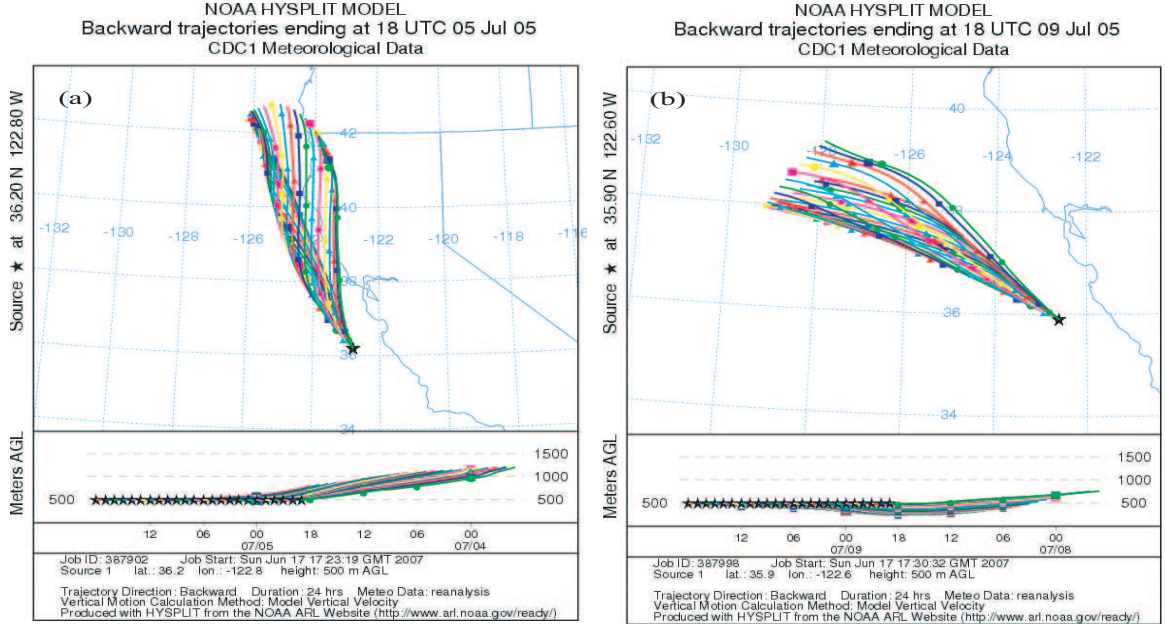 NOAA HYSPLIT MODEL
Backward trajectories ending at 18 UTC 05 Jul 05
CDC1 Meteorological Data
(a)
Source ★ at 36.20 N 122.80 W
42
40
38
36
34
-132
-130
-128
-126
-124
-122
-120
-118
-116
Meters AGL
1500
1000
500
500
12
06
00
18
12
06
00
07/05
07/04
Job ID: 387902 Job Start: Sun Jun 17 17:23:19 GMT 2007
Source 1 lat.: 36.2 lon.: -122.8 height: 500 m AGL
Trajectory Direction: Backward Duration: 24 hrs Meteo Data: reanalysis
Vertical Motion Calculation Method: Model Vertical Velocity
Produced with HYSPLIT from the NOAA ARL Website (http://www.arl.noaa.gov/ready/)
NOAA HYSPLIT MODEL
Backward trajectories ending at 18 UTC 09 Jul 05
CDC1 Meteorological Data
(b)
Source ★ at 35.90 N 122.60 W
40
36
34
-132
-130
-126
-124
-122
Meters AGL
1500
1000
500
500
12
06
00
18
12
06
00
07/09
07/08
Job ID: 387998 Job Start: Sun Jun 17 17:30:32 GMT 2007
Source 1 lat.: 35.9 lon.: -122.6 height: 500 m AGL
Trajectory Direction: Backward Duration: 24 hrs Meteo Data: reanalysis
Vertical Motion Calculation Method: Model Vertical Velocity
Produced with HYSPLIT from the NOAA ARL Website (http://www.arl.noaa.gov/ready/)